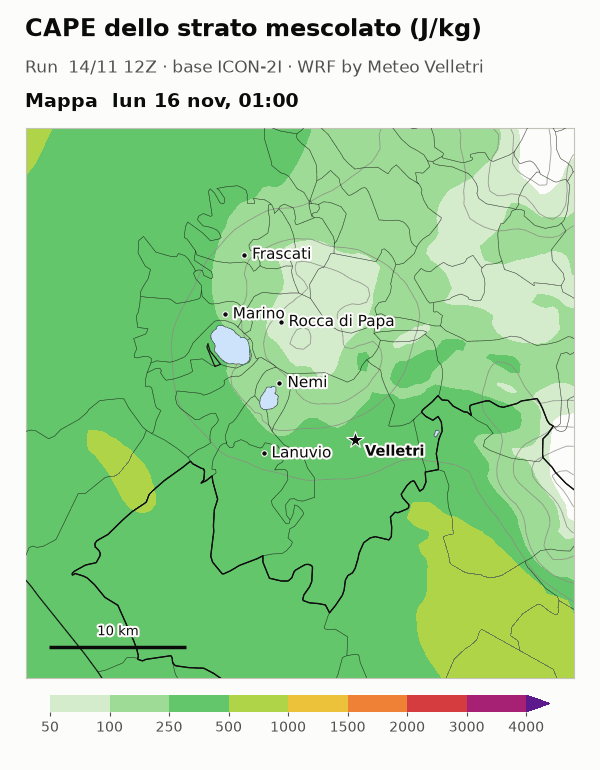 CAPE dello strato mescolato (J/kg)
Run 14/11 12Z · base ICON-2I · WRF by Meteo Velletri
Mappa lun 16 nov, 01:00
Frascati
Marino
Rocca di Papa
Nemi
Velletri
Lanuvio
10 km
50 100 250 500 1000 1500 2000 3000 4000